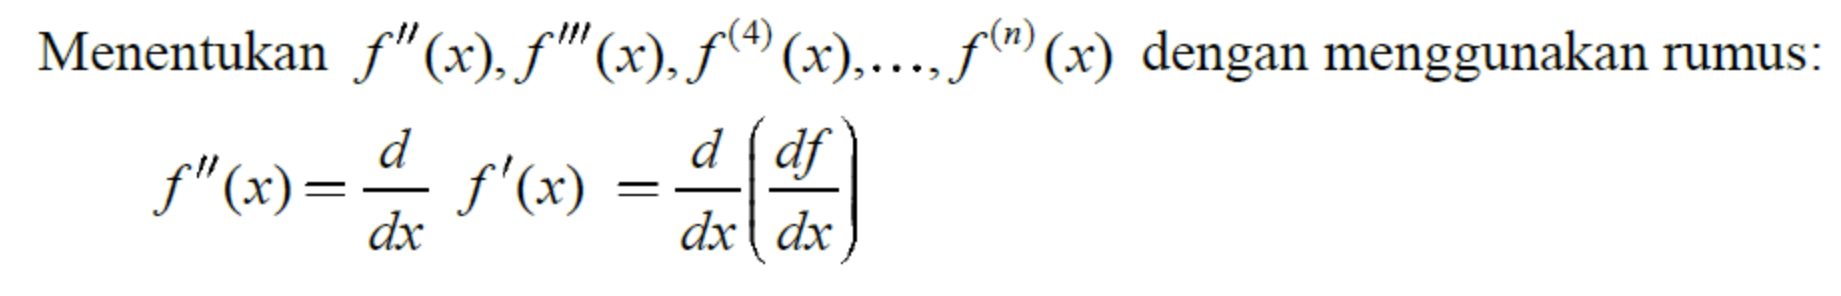 Menentukan f″(x), f‴(x), f⁽⁴⁾(x),…, f⁽ⁿ⁾(x) dengan menggunakan rumus:
f″(x) = d/dx f′(x) = d/dx (df/dx)